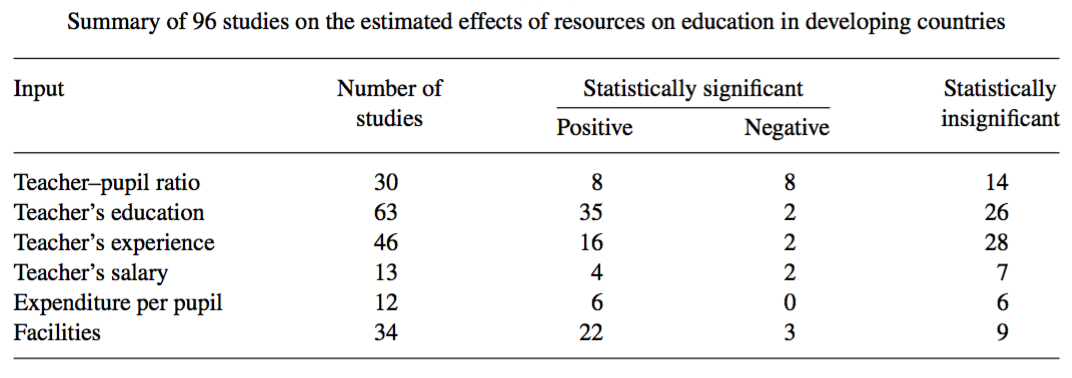 Summary of 96 studies on the estimated effects of resources on education in developing countries
Input Number of studies Statistically significant Statistically insignificant
Positive Negative
Teacher–pupil ratio 30 8 8 14
Teacher's education 63 35 2 26
Teacher's experience 46 16 2 28
Teacher's salary 13 4 2 7
Expenditure per pupil 12 6 0 6
Facilities 34 22 3 9